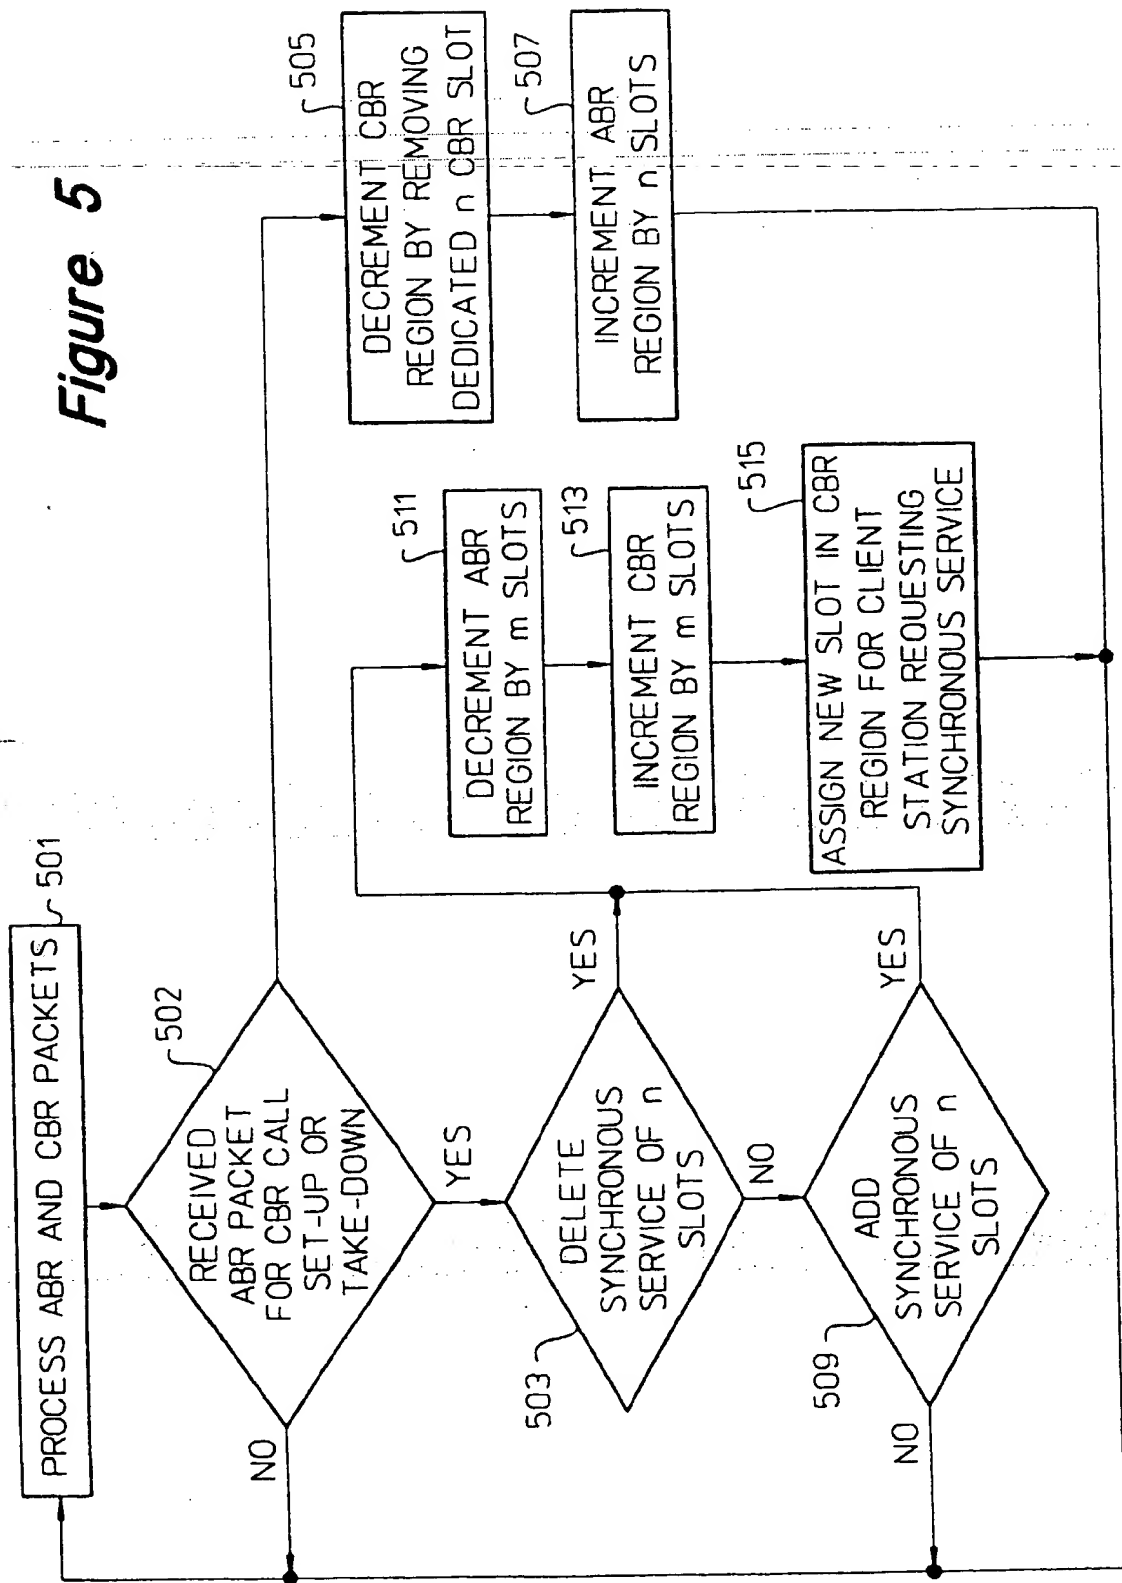 Figure 5
PROCESS ABR AND CBR PACKETS
501
502
RECEIVED
ABR PACKET
FOR CBR CALL
SET-UP OR
TAKE-DOWN
NO
YES
503
DELETE
SYNCHRONOUS
SERVICE OF n
SLOTS
YES
NO
509
ADD
SYNCHRONOUS
SERVICE OF n
SLOTS
YES
NO
505
DECREMENT CBR
REGION BY REMOVING
DEDICATED n CBR SLOT
507
INCREMENT ABR
REGION BY n SLOTS
511
DECREMENT ABR
REGION BY m SLOTS
513
INCREMENT CBR
REGION BY m SLOTS
515
ASSIGN NEW SLOT IN CBR
REGION FOR CLIENT
STATION REQUESTING
SYNCHRONOUS SERVICE